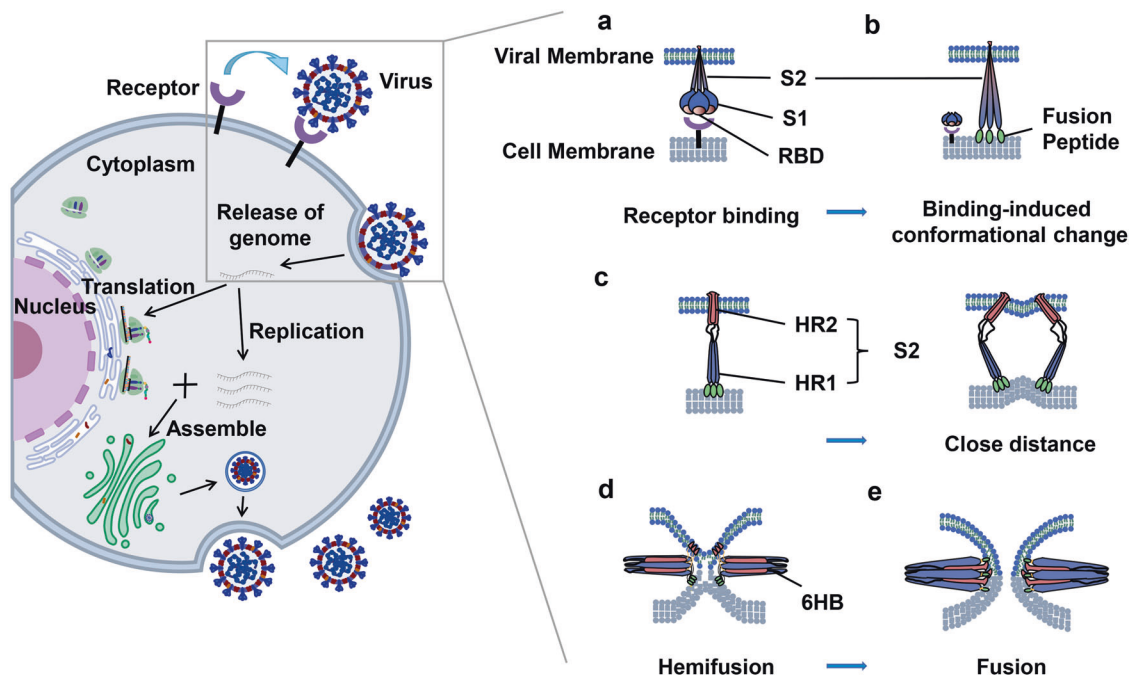 Receptor
Virus
Cytoplasm
Release of
genome
Translation
Nucleus
Replication
+
Assemble
a
Viral Membrane
S2
S1
Cell Membrane
RBD
b
Fusion
Peptide
Receptor binding
Binding-induced
conformational change
c
HR2
HR1
S2
Close distance
d
6HB
Hemifusion
e
Fusion